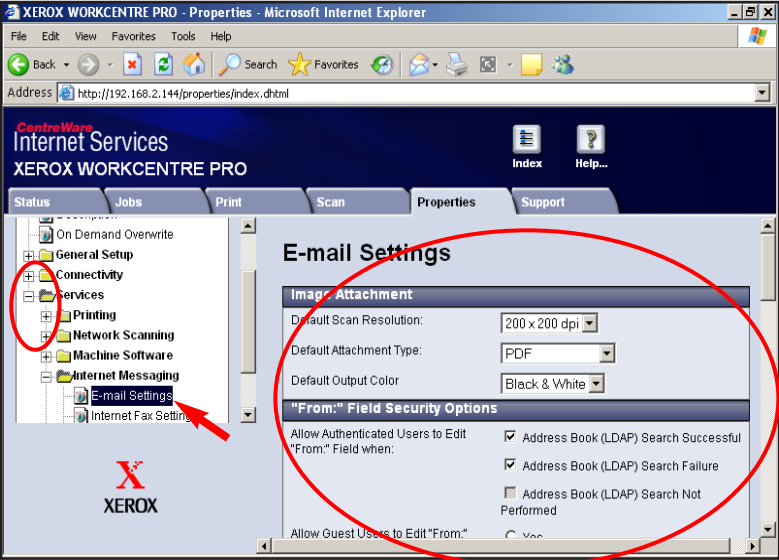 XEROX WORKCENTRE PRO - Properties - Microsoft Internet Explorer
File Edit View Favorites Tools Help
Back Search Favorites
Address http://192.168.2.144/properties/index.dhtml
CentreWare
Internet Services
XEROX WORKCENTRE PRO
Index Help...
Status Jobs Print Scan Properties Support
Description
On Demand Overwrite
General Setup
Connectivity
Services
Printing
Network Scanning
Machine Software
Internet Messaging
E-mail Settings
Internet Fax Setting
X
XEROX
E-mail Settings
Image Attachment
Default Scan Resolution: 200 x 200 dpi
Default Attachment Type: PDF
Default Output Color Black & White
"From:" Field Security Options
Allow Authenticated Users to Edit
"From:" Field when:
Address Book (LDAP) Search Successful
Address Book (LDAP) Search Failure
Address Book (LDAP) Search Not
Performed
Allow Guest Users to Edit "From:" Yes